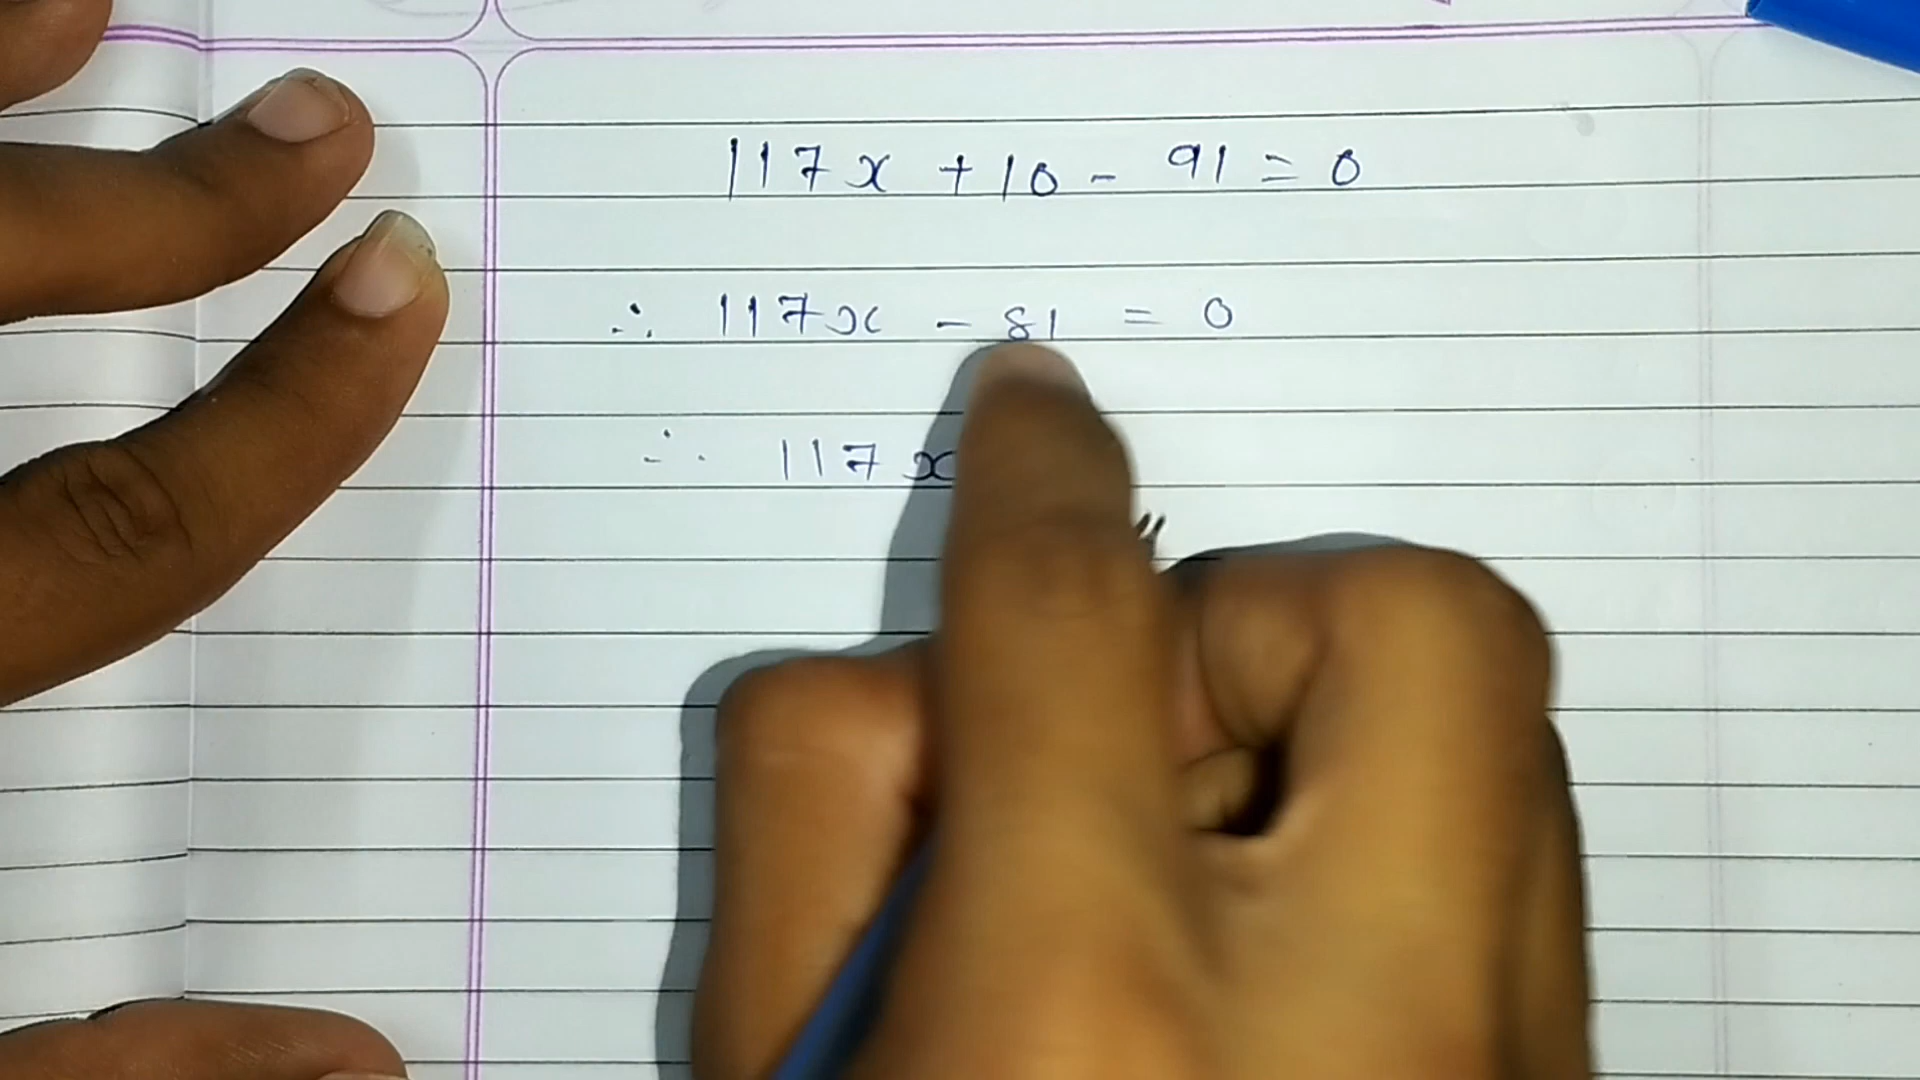 117x + 10 - 91 = 0
∴ 117x - 81 = 0
∴ 117x